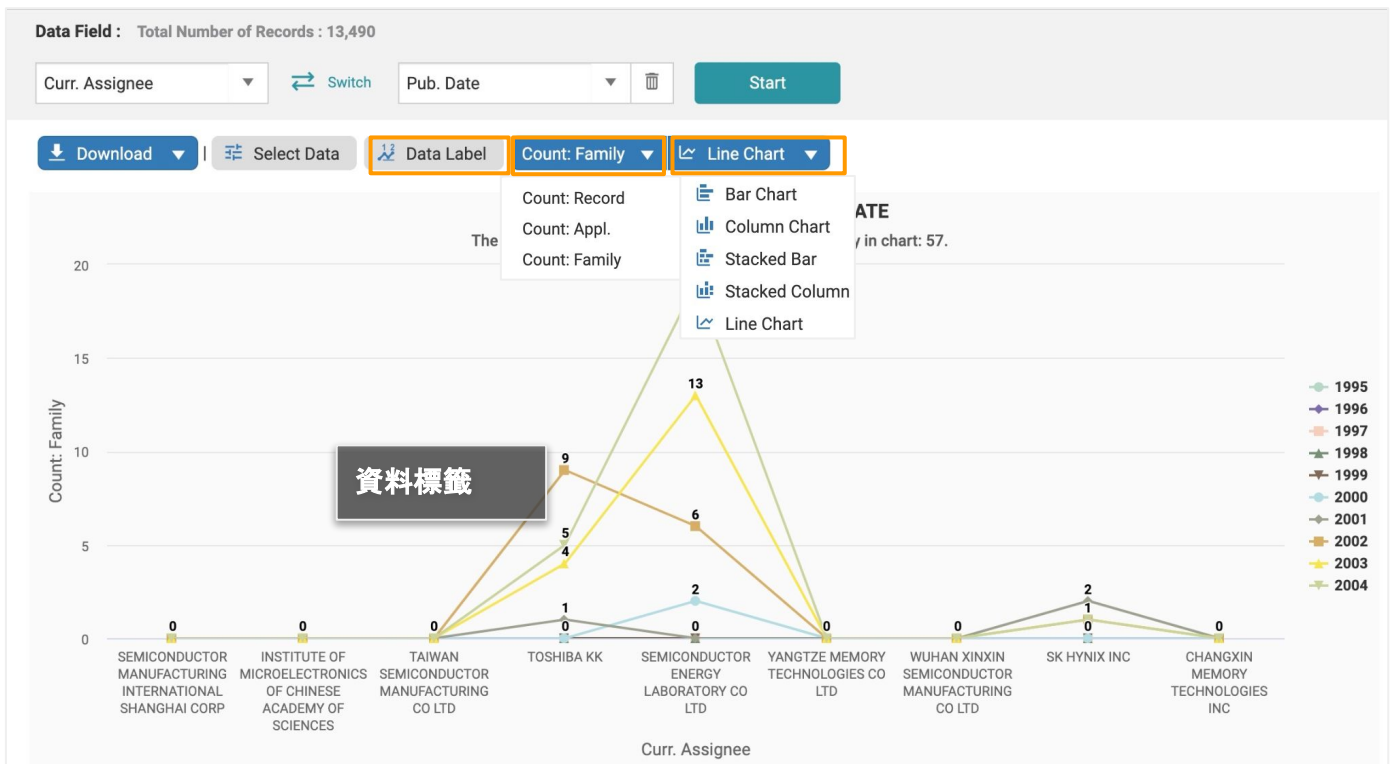 Data Field : Total Number of Records : 13,490
Curr. Assignee
Switch
Pub. Date
Start
Download
|
Select Data
1 2
Data Label
Count: Family
Line Chart
Count: Record
Count: Appl.
Count: Family
Bar Chart
Column Chart
Stacked Bar
Stacked Column
Line Chart
ATE
The
in chart: 57.
Count: Family
20
15
10
5
0
資料標籤
13
9
6
5
4
2
2
1
1
0
0
0
0
0
0
0
0
0
SEMICONDUCTOR
MANUFACTURING
INTERNATIONAL
SHANGHAI CORP
INSTITUTE OF
MICROELECTRONICS
OF CHINESE
ACADEMY OF
SCIENCES
TAIWAN
SEMICONDUCTOR
MANUFACTURING
CO LTD
TOSHIBA KK
SEMICONDUCTOR
ENERGY
LABORATORY CO
LTD
YANGTZE MEMORY
TECHNOLOGIES CO
LTD
WUHAN XINXIN
SEMICONDUCTOR
MANUFACTURING
CO LTD
SK HYNIX INC
CHANGXIN
MEMORY
TECHNOLOGIES
INC
Curr. Assignee
1995
1996
1997
1998
1999
2000
2001
2002
2003
2004